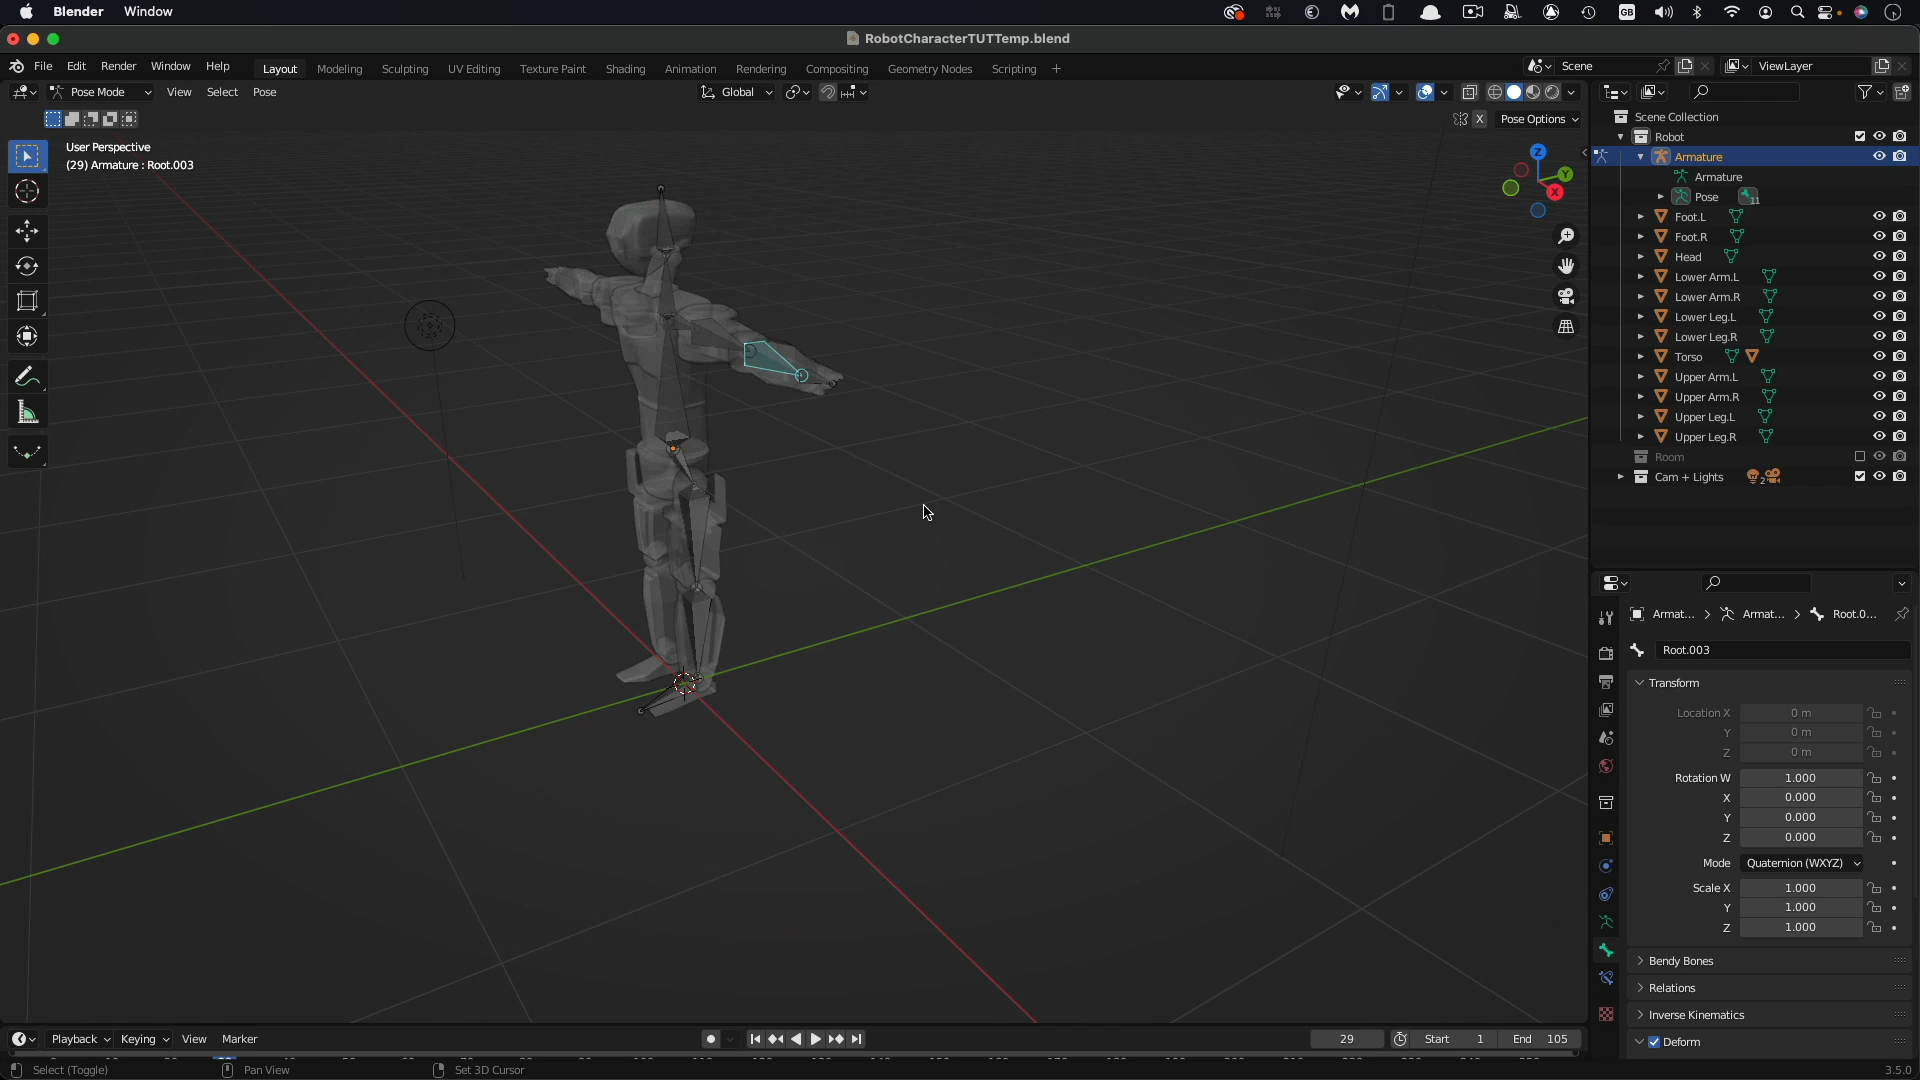 Blender Window
RobotCharacterTUTTemp.blend
File Edit Render Window Help Layout Modeling Sculpting UV Editing Texture Paint Shading Animation Rendering Compositing Geometry Nodes Scripting + Scene ViewLayer
Pose Mode View Select Pose Global
X Pose Options
User Perspective
(29) Armature : Root.003
Z
Y
X
Scene Collection
Robot
Armature
Armature
Pose 11
Foot.L
Foot.R
Head
Lower Arm.L
Lower Arm.R
Lower Leg.L
Lower Leg.R
Torso
Upper Arm.L
Upper Arm.R
Upper Leg.L
Upper Leg.R
Room
Cam + Lights 2
Armat... > Armat... > Root.0...
Root.003
Transform
Location X 0 m
Y 0 m
Z 0 m
Rotation W 1.000
X 0.000
Y 0.000
Z 0.000
Mode Quaternion (WXYZ)
Scale X 1.000
Y 1.000
Z 1.000
Bendy Bones
Relations
Inverse Kinematics
Deform
Playback Keying View Marker 29 Start 1 End 105
Select (Toggle) Pan View Set 3D Cursor 3.5.0